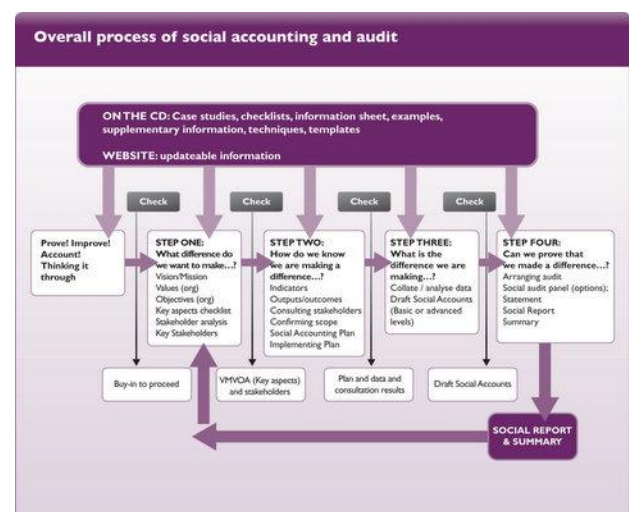 Overall process of social accounting and audit
ON THE CD: Case studies, checklists, information sheet, examples,
supplementary information, techniques, templates
WEBSITE: updateable information
Check
Check
Check
Check
Prove! Improve!
Account!
Thinking it
through
STEP ONE:
What difference do
we want to make…?
Vision/Mission
Values (org)
Objectives (org)
Key aspects checklist
Stakeholder analysis
Key Stakeholders
STEP TWO:
How do we know
we are making a
difference…?
Indicators
Outputs/outcomes
Consulting stakeholders
Confirming scope
Social Accounting Plan
Implementing Plan
STEP THREE:
What is the
difference we are
making…?
Collate / analyse data
Draft Social Accounts
(Basic or advanced
levels)
STEP FOUR:
Can we prove that
we made a difference…?
Arranging audit
Social audit panel (options);
Statement
Social Report
Summary
Buy-in to proceed
VMVOA (Key aspects)
and stakeholders
Plan and data and
consultation results
Draft Social Accounts
SOCIAL REPORT
& SUMMARY